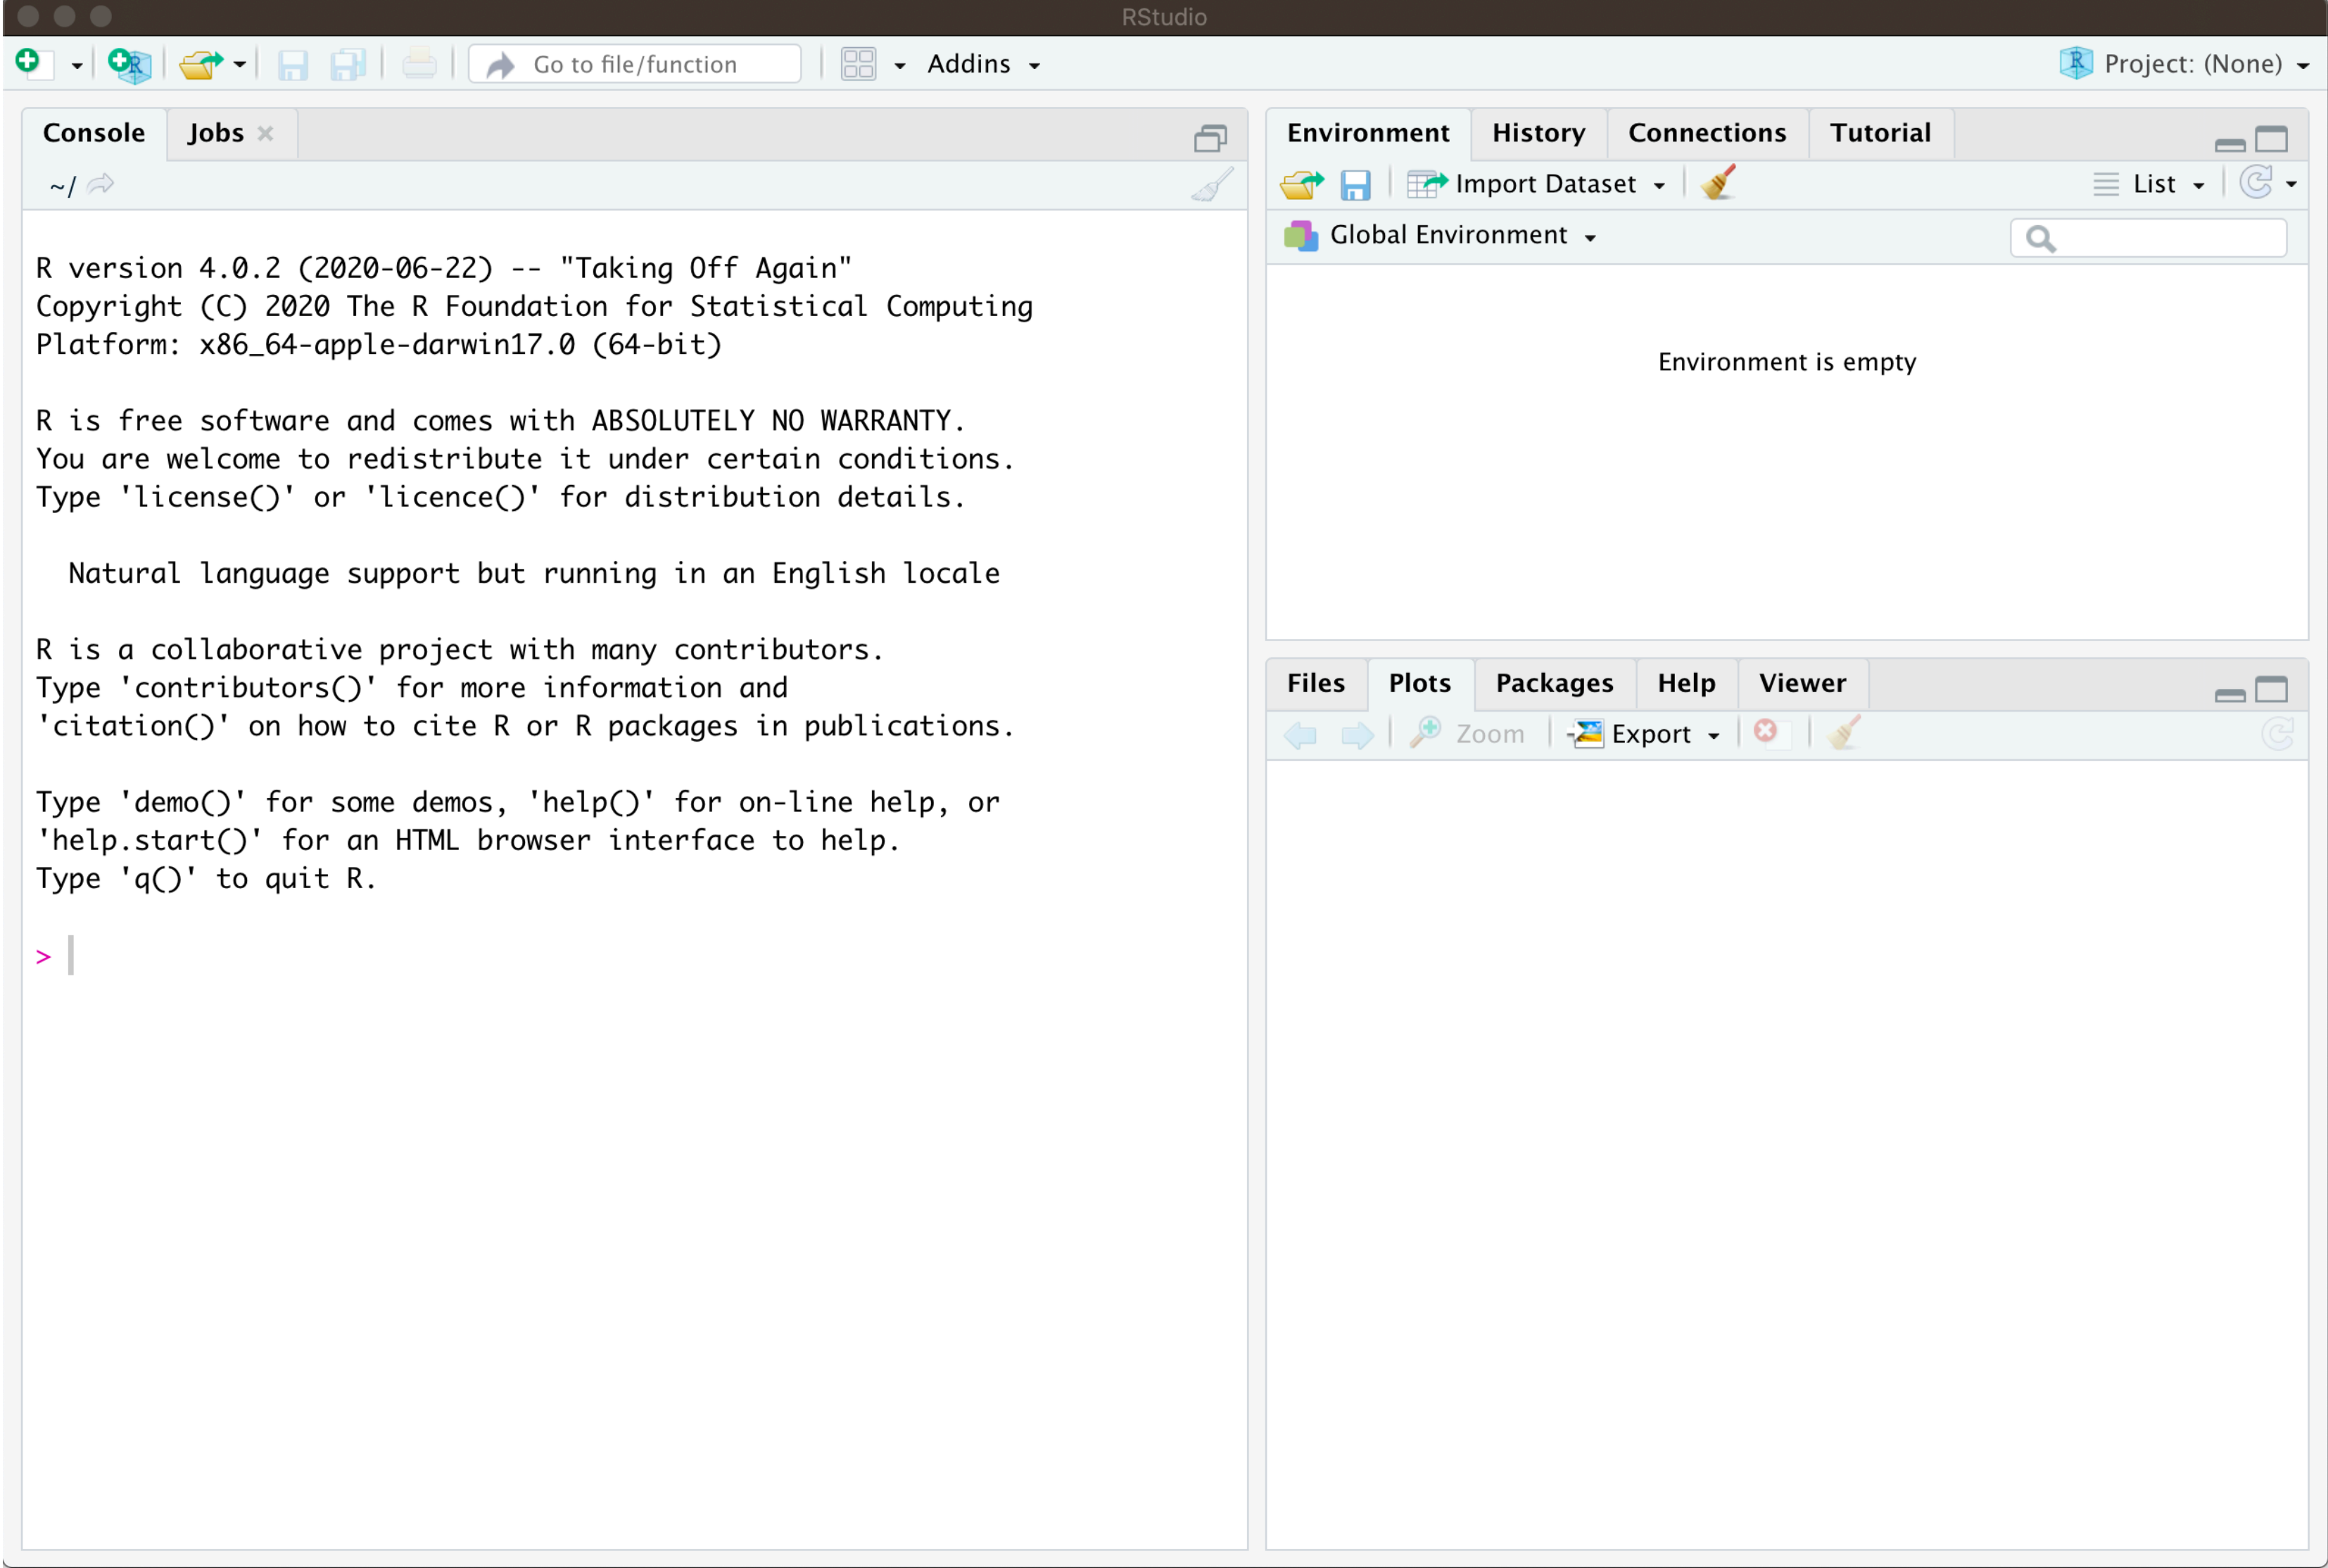 RStudio
Go to file/function
Addins
Project: (None)
Console
Jobs
~/
R version 4.0.2 (2020-06-22) -- "Taking Off Again"
Copyright (C) 2020 The R Foundation for Statistical Computing
Platform: x86_64-apple-darwin17.0 (64-bit)
R is free software and comes with ABSOLUTELY NO WARRANTY.
You are welcome to redistribute it under certain conditions.
Type 'license()' or 'licence()' for distribution details.
Natural language support but running in an English locale
R is a collaborative project with many contributors.
Type 'contributors()' for more information and
'citation()' on how to cite R or R packages in publications.
Type 'demo()' for some demos, 'help()' for on-line help, or
'help.start()' for an HTML browser interface to help.
Type 'q()' to quit R.
>
Environment
History
Connections
Tutorial
Import Dataset
List
Global Environment
Environment is empty
Files
Plots
Packages
Help
Viewer
Zoom
Export